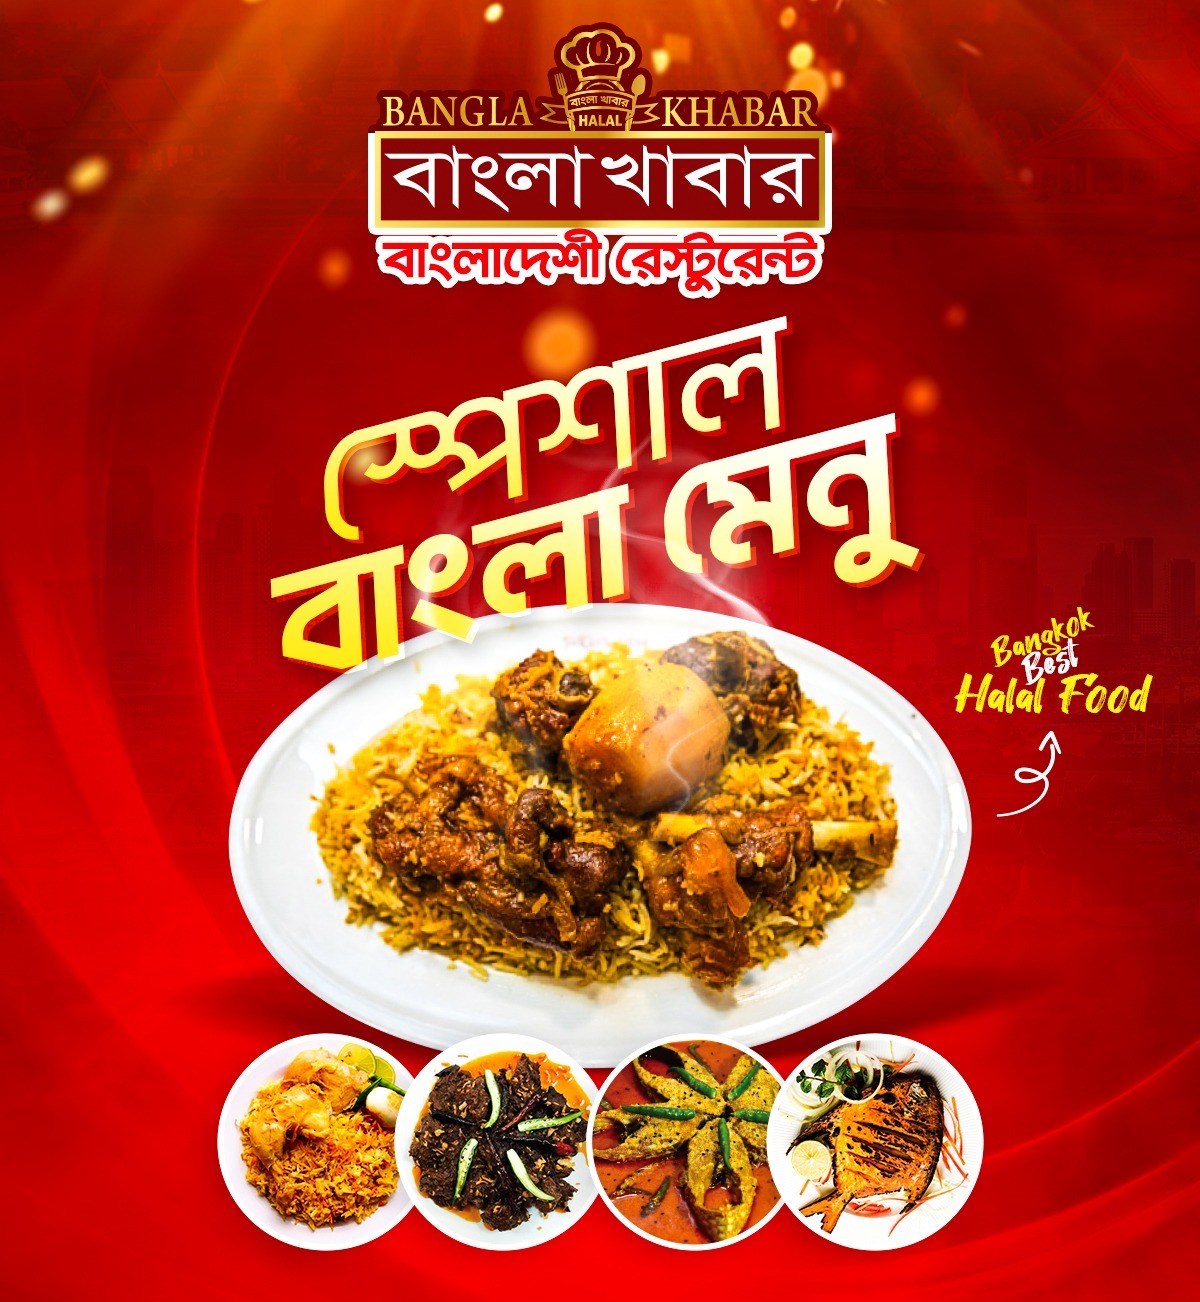 বাংলা খাবার
HALAL
BANGLA KHABAR
বাংলা খাবার
বাংলাদেশী রেস্টুরেন্ট
স্পেশাল
বাংলা মেনু
Bangkok
Best
Halal Food